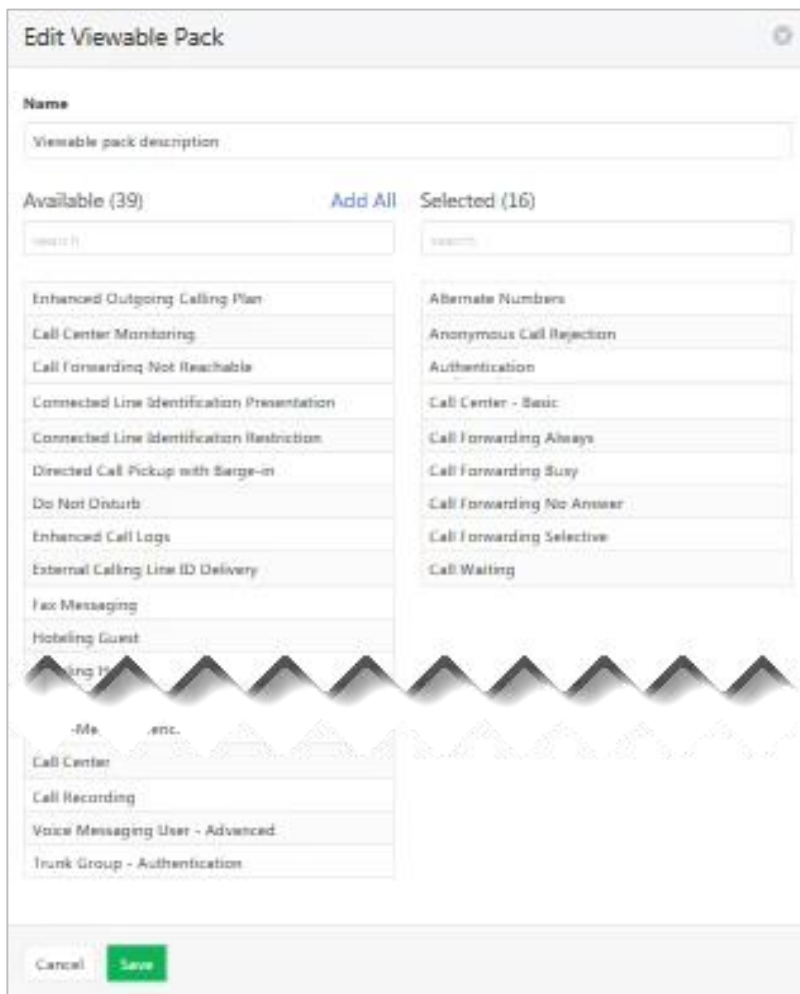 Edit Viewable Pack
Name
Viewable pack description
Available (39)
Add All
Selected (16)
search
search
Enhanced Outgoing Calling Plan
Call Center Monitoring
Call Forwarding Not Reachable
Connected Line Identification Presentation
Connected Line Identification Restriction
Directed Call Pickup with Barge-in
Do Not Disturb
Enhanced Call Logs
External Calling Line ID Delivery
Fax Messaging
Hoteling Guest
Call Center
Call Recording
Voice Messaging User - Advanced
Trunk Group - Authentication
Alternate Numbers
Anonymous Call Rejection
Authentication
Call Center - Basic
Call Forwarding Always
Call Forwarding Busy
Call Forwarding No Answer
Call Forwarding Selective
Call Waiting
Cancel
Save